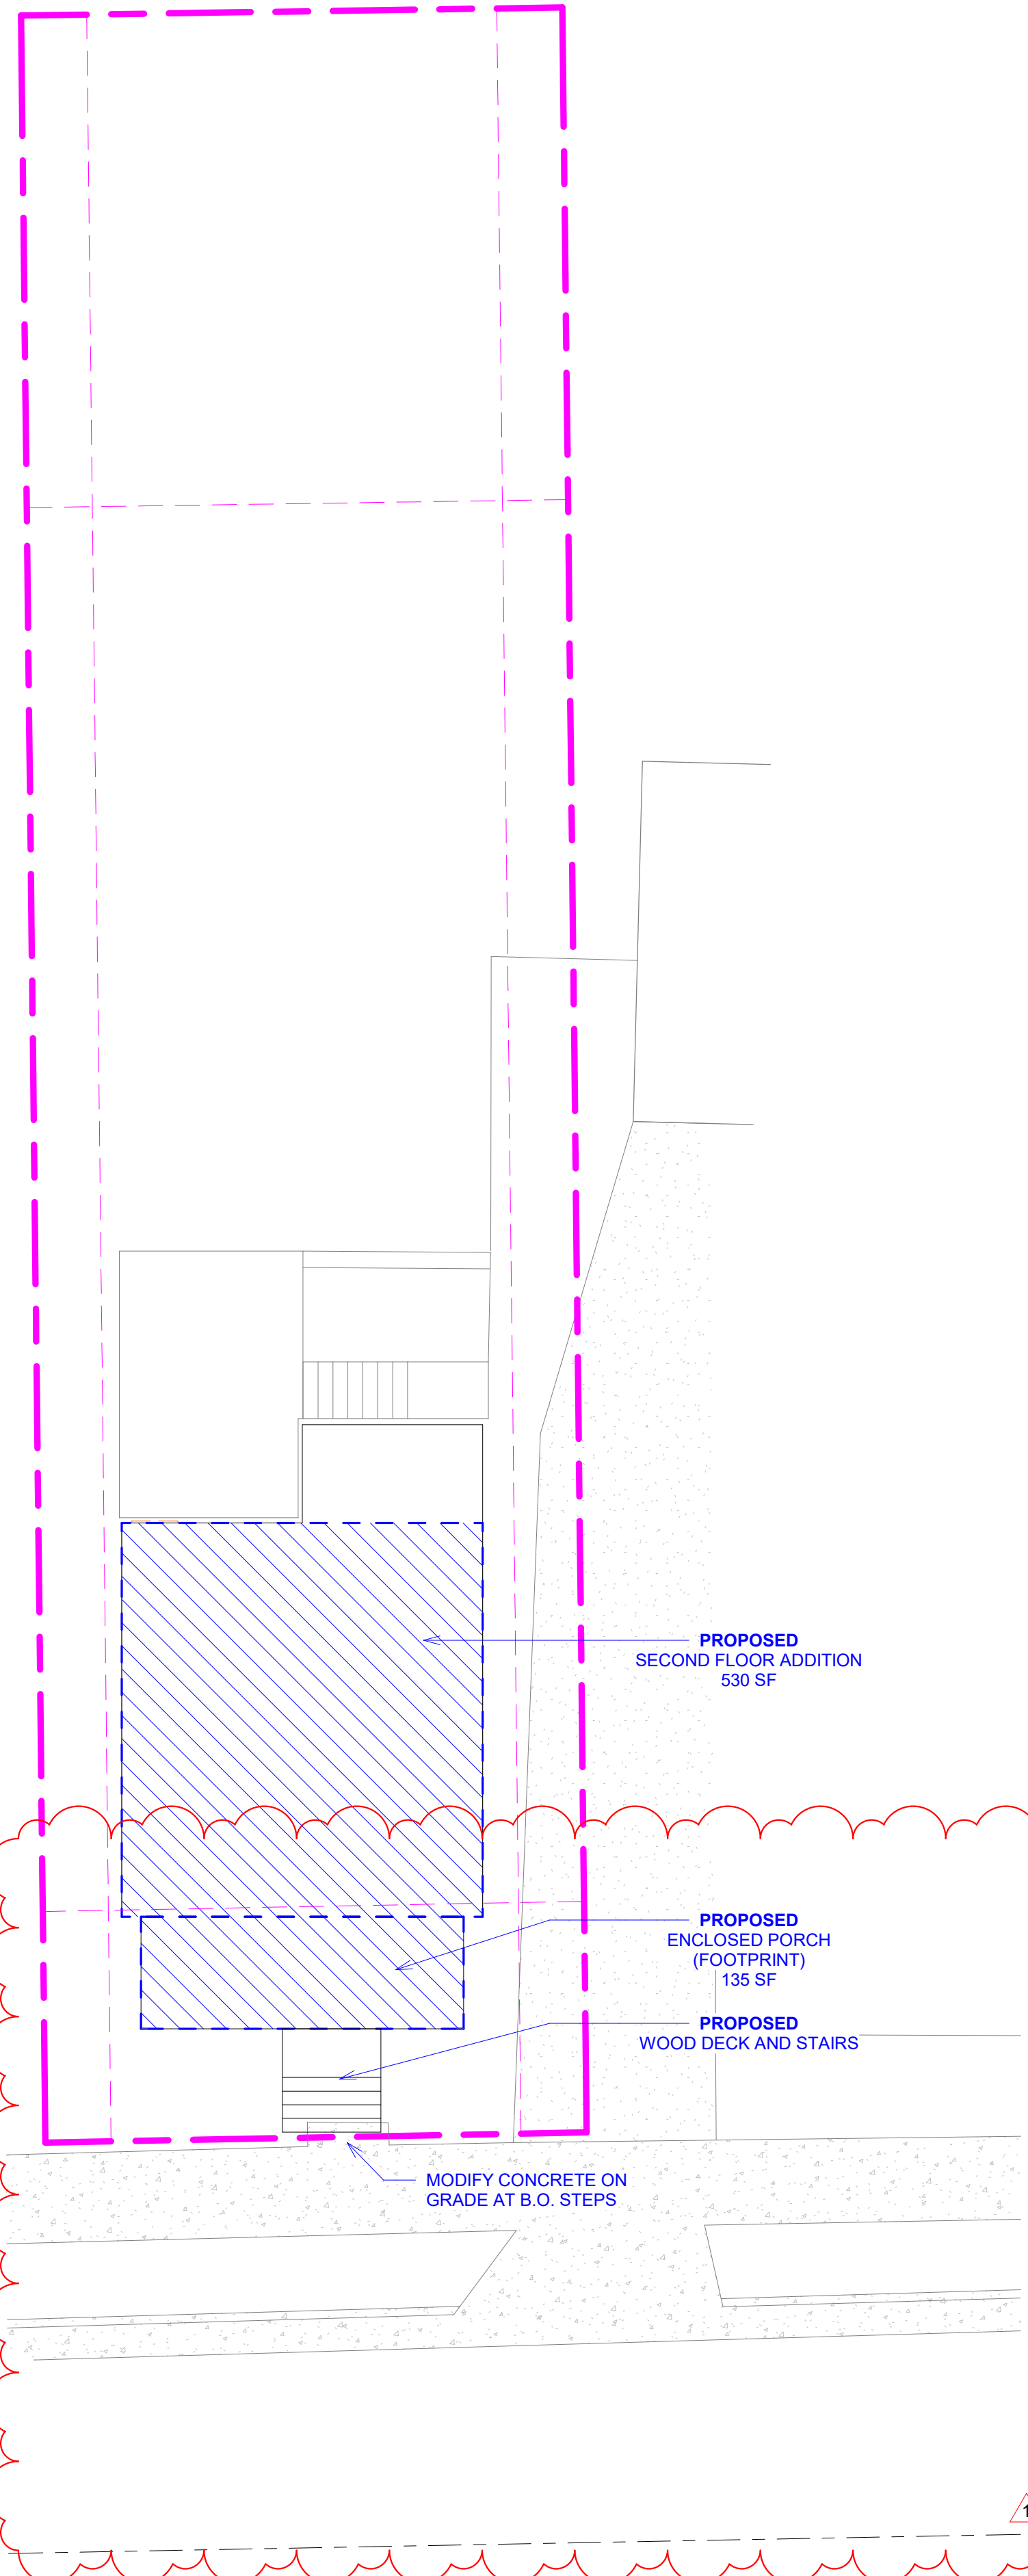 PROPOSED
SECOND FLOOR ADDITION
530 SF
PROPOSED
ENCLOSED PORCH
(FOOTPRINT)
135 SF
PROPOSED
WOOD DECK AND STAIRS
MODIFY CONCRETE ON
GRADE AT B.O. STEPS
1